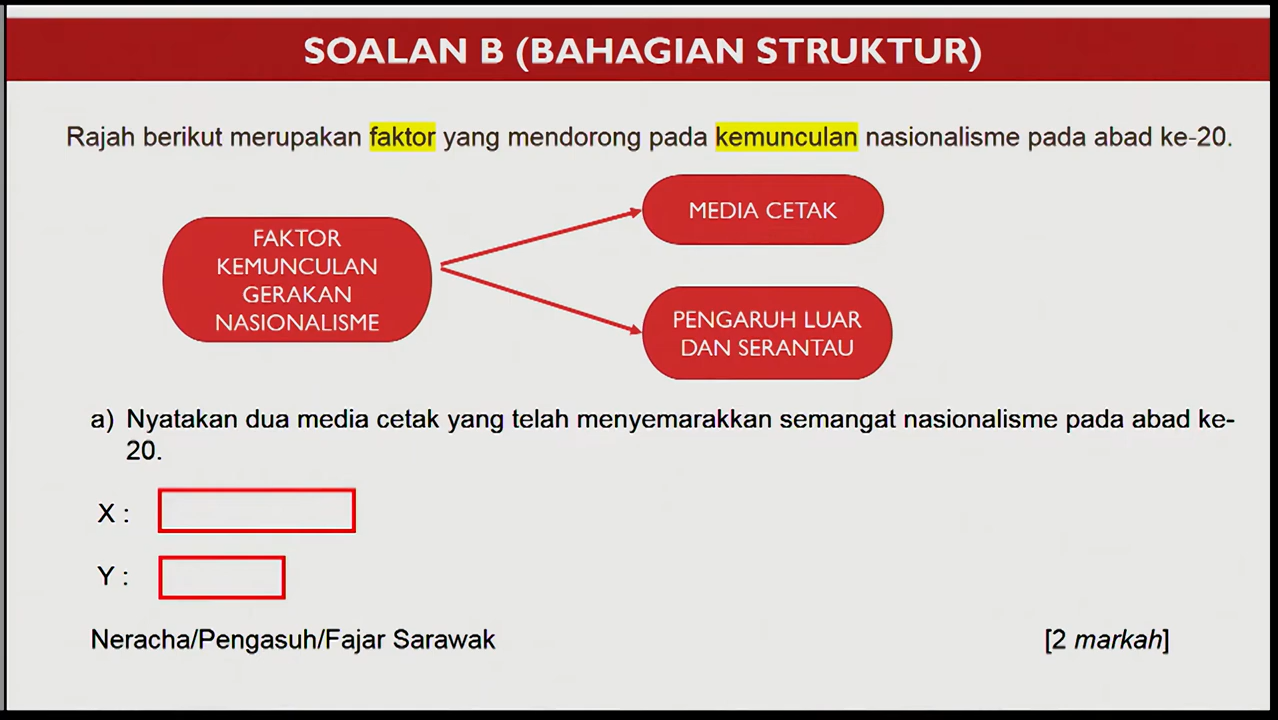 SOALAN B (BAHAGIAN STRUKTUR)
Rajah berikut merupakan faktor yang mendorong pada kemunculan nasionalisme pada abad ke-20.
FAKTOR
KEMUNCULAN
GERAKAN
NASIONALISME
MEDIA CETAK
PENGARUH LUAR
DAN SERANTAU
a) Nyatakan dua media cetak yang telah menyemarakkan semangat nasionalisme pada abad ke-
20.
X :
Y :
Neracha/Pengasuh/Fajar Sarawak [2 markah]